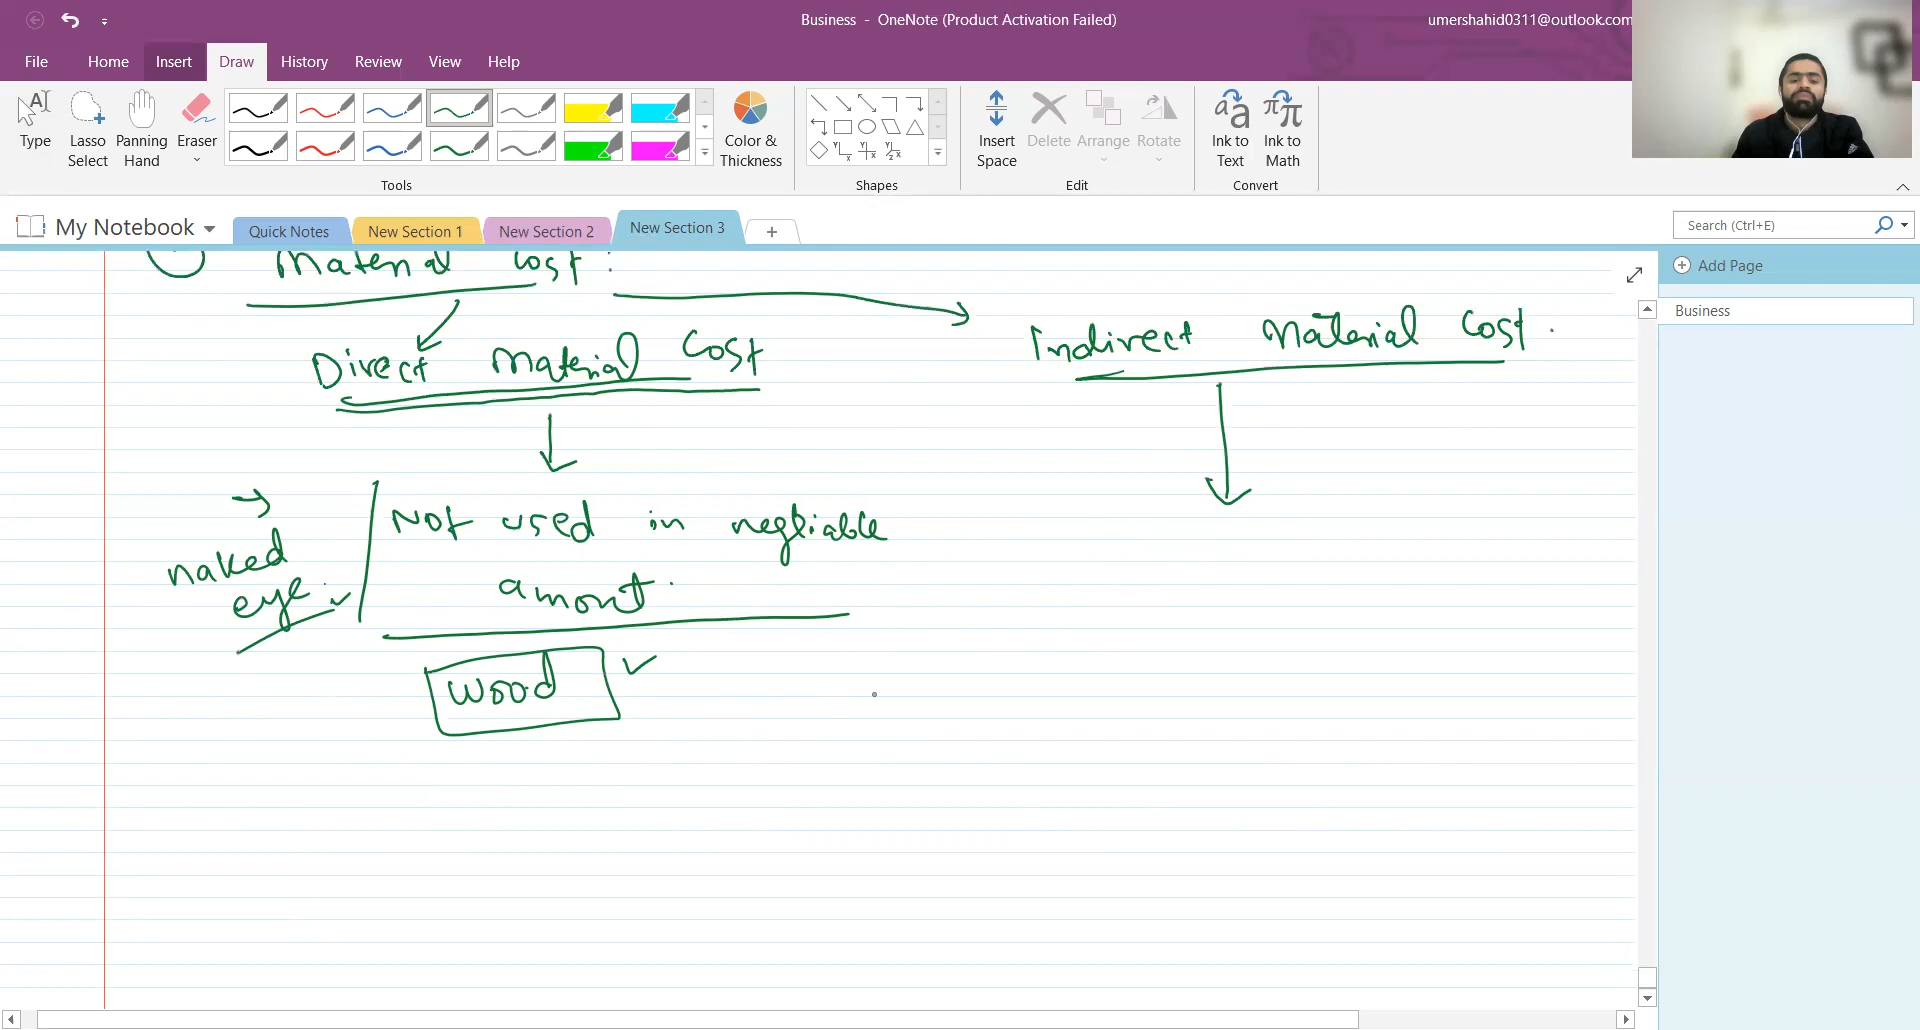 Business - OneNote (Product Activation Failed)
umershahid0311@outlook.com
File Home Insert Draw History Review View Help
Type
Lasso Select
Panning Hand
Eraser
Color & Thickness
Insert Space
Delete
Arrange
Rotate
Ink to Text
Ink to Math
Tools
Shapes
Edit
Convert
My Notebook
Quick Notes
New Section 1
New Section 2
New Section 3
Search (Ctrl+E)
Add Page
Business
Material Cost:
Direct Material Cost
Indirect Material Cost.
Not used in negliable
amont.
naked
eye
wood